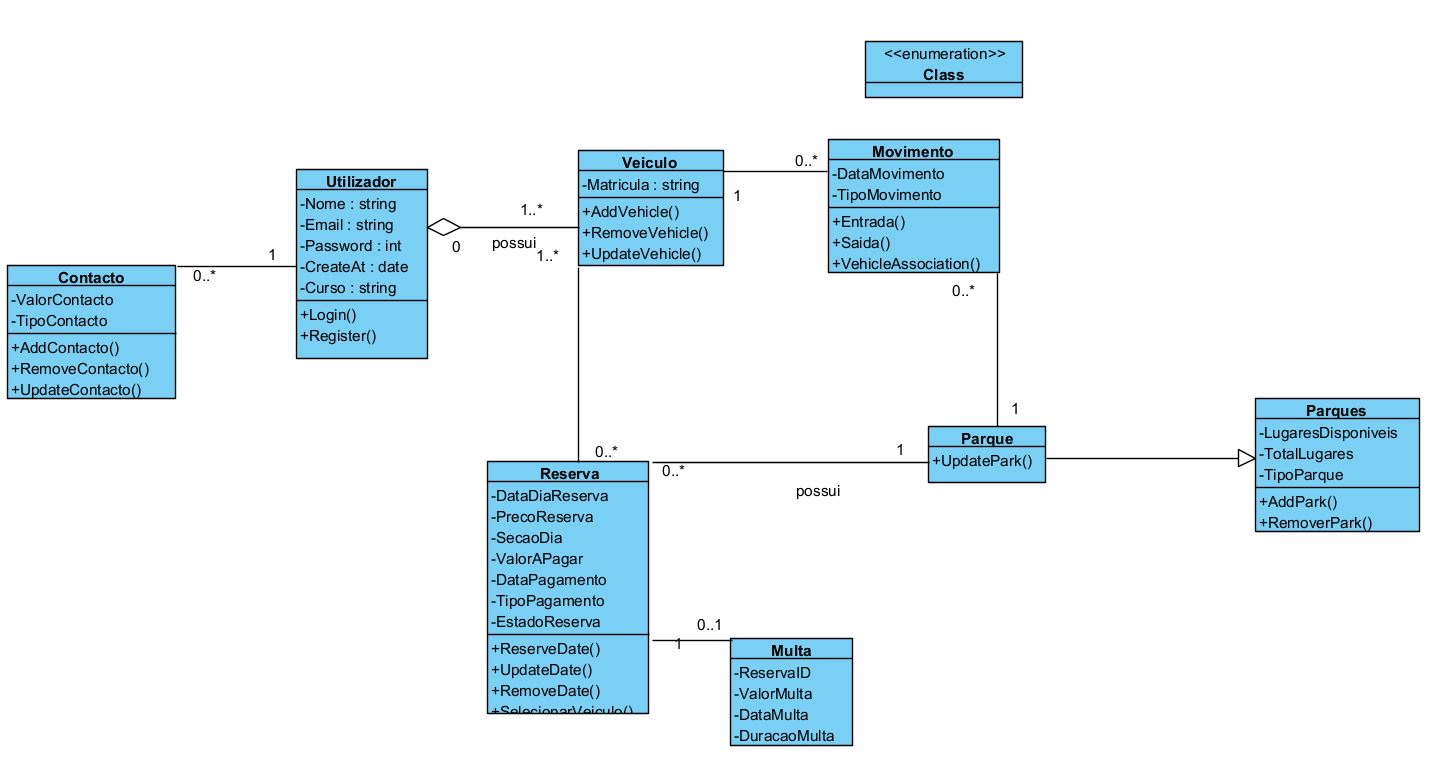 <<enumeration>>
Class
Contacto
-ValorContacto
-TipoContacto
+AddContacto()
+RemoveContacto()
+UpdateContacto()
0..*
1
Utilizador
-Nome : string
-Email : string
-Password : int
-CreateAt : date
-Curso : string
+Login()
+Register()
0
1..*
possui
1..*
Veiculo
-Matricula : string
+AddVehicle()
+RemoveVehicle()
+UpdateVehicle()
1
0..*
Movimento
-DataMovimento
-TipoMovimento
+Entrada()
+Saida()
+VehicleAssociation()
0..*
1
Parque
+UpdatePark()
Parques
-LugaresDisponiveis
-TotalLugares
-TipoParque
+AddPark()
+RemoverPark()
0..*
0..*
1
possui
Reserva
-DataDiaReserva
-PrecoReserva
-SecaoDia
-ValorAPagar
-DataPagamento
-TipoPagamento
-EstadoReserva
+ReserveDate()
+UpdateDate()
+RemoveDate()
+SelecionarVeiculo()
1
0..1
Multa
-ReservaID
-ValorMulta
-DataMulta
-DuracaoMulta